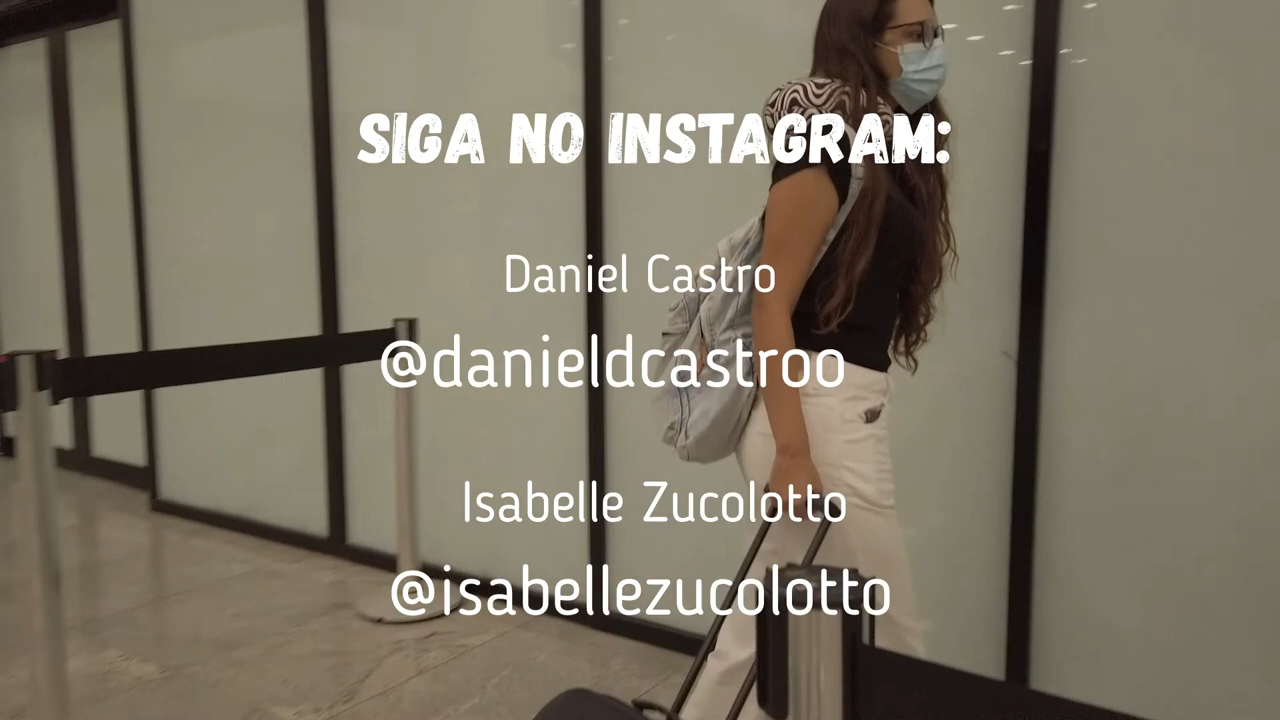 SIGA NO INSTAGRAM:
Daniel Castro
@danieldcastroo
Isabelle Zucolotto
@isabellezucolotto